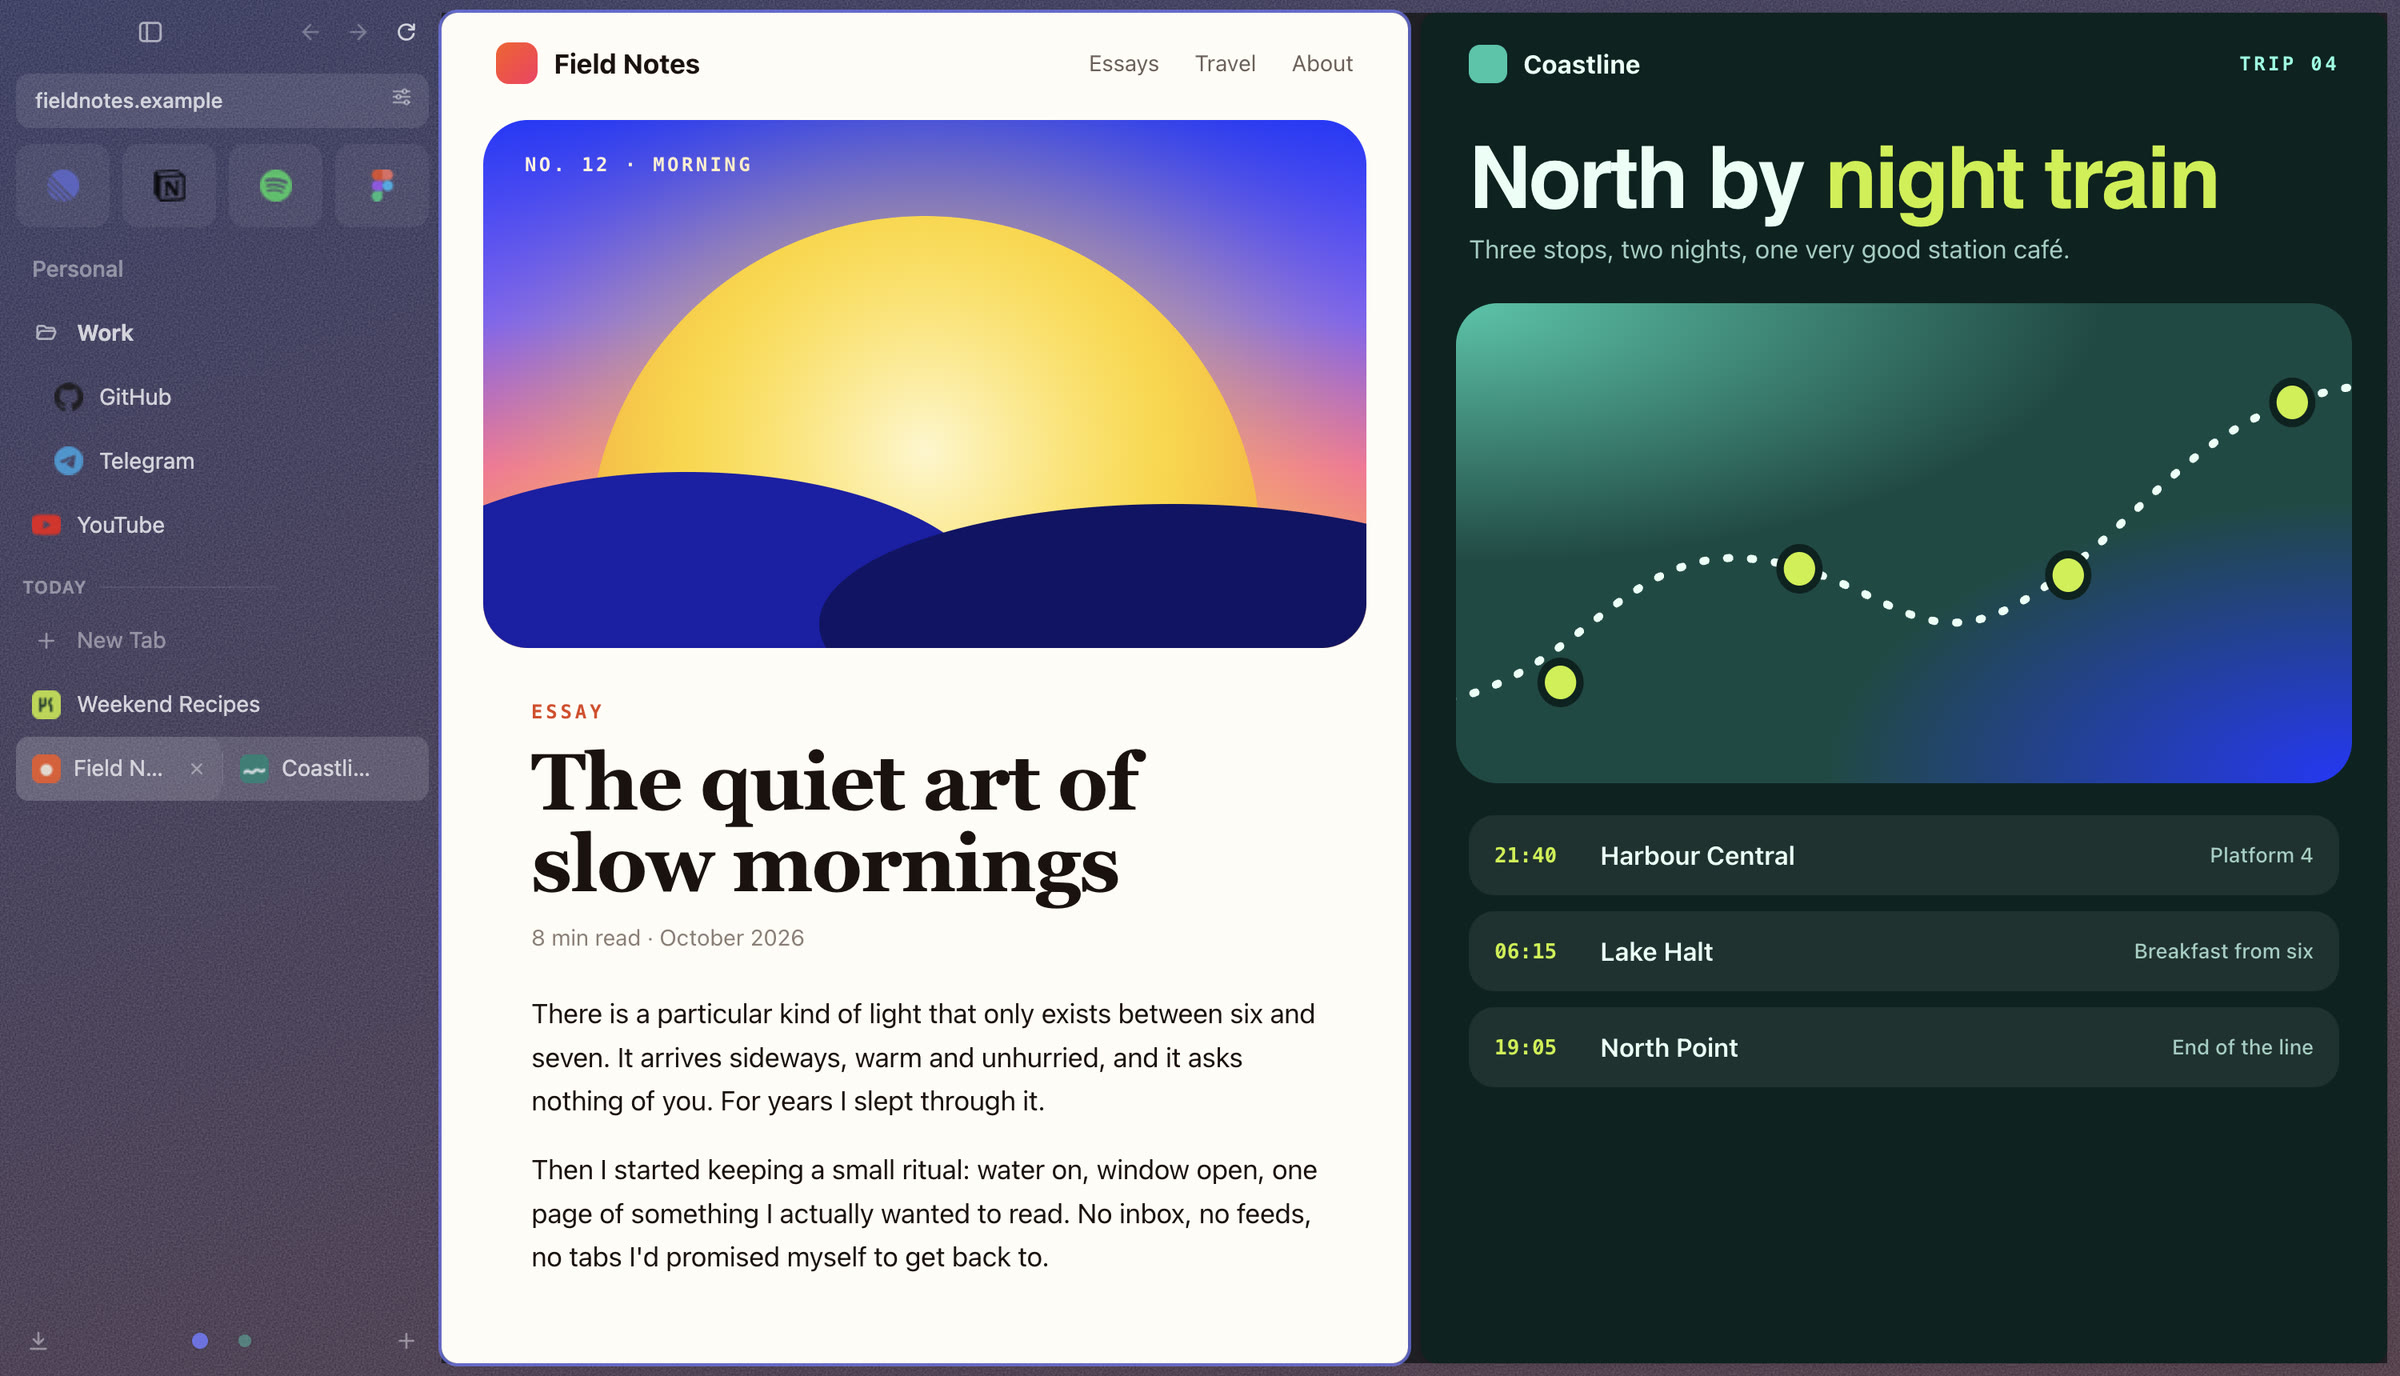 fieldnotes.example
Personal
Work
GitHub
Telegram
YouTube
TODAY
New Tab
Weekend Recipes
Field N...
Coastli...
Field Notes
Essays
Travel
About
NO. 12 · MORNING
ESSAY
The quiet art of
slow mornings
8 min read · October 2026
There is a particular kind of light that only exists between six and
seven. It arrives sideways, warm and unhurried, and it asks
nothing of you. For years I slept through it.
Then I started keeping a small ritual: water on, window open, one
page of something I actually wanted to read. No inbox, no feeds,
no tabs I'd promised myself to get back to.
Coastline
TRIP 04
North by night train
Three stops, two nights, one very good station café.
21:40 Harbour Central Platform 4
06:15 Lake Halt Breakfast from six
19:05 North Point End of the line